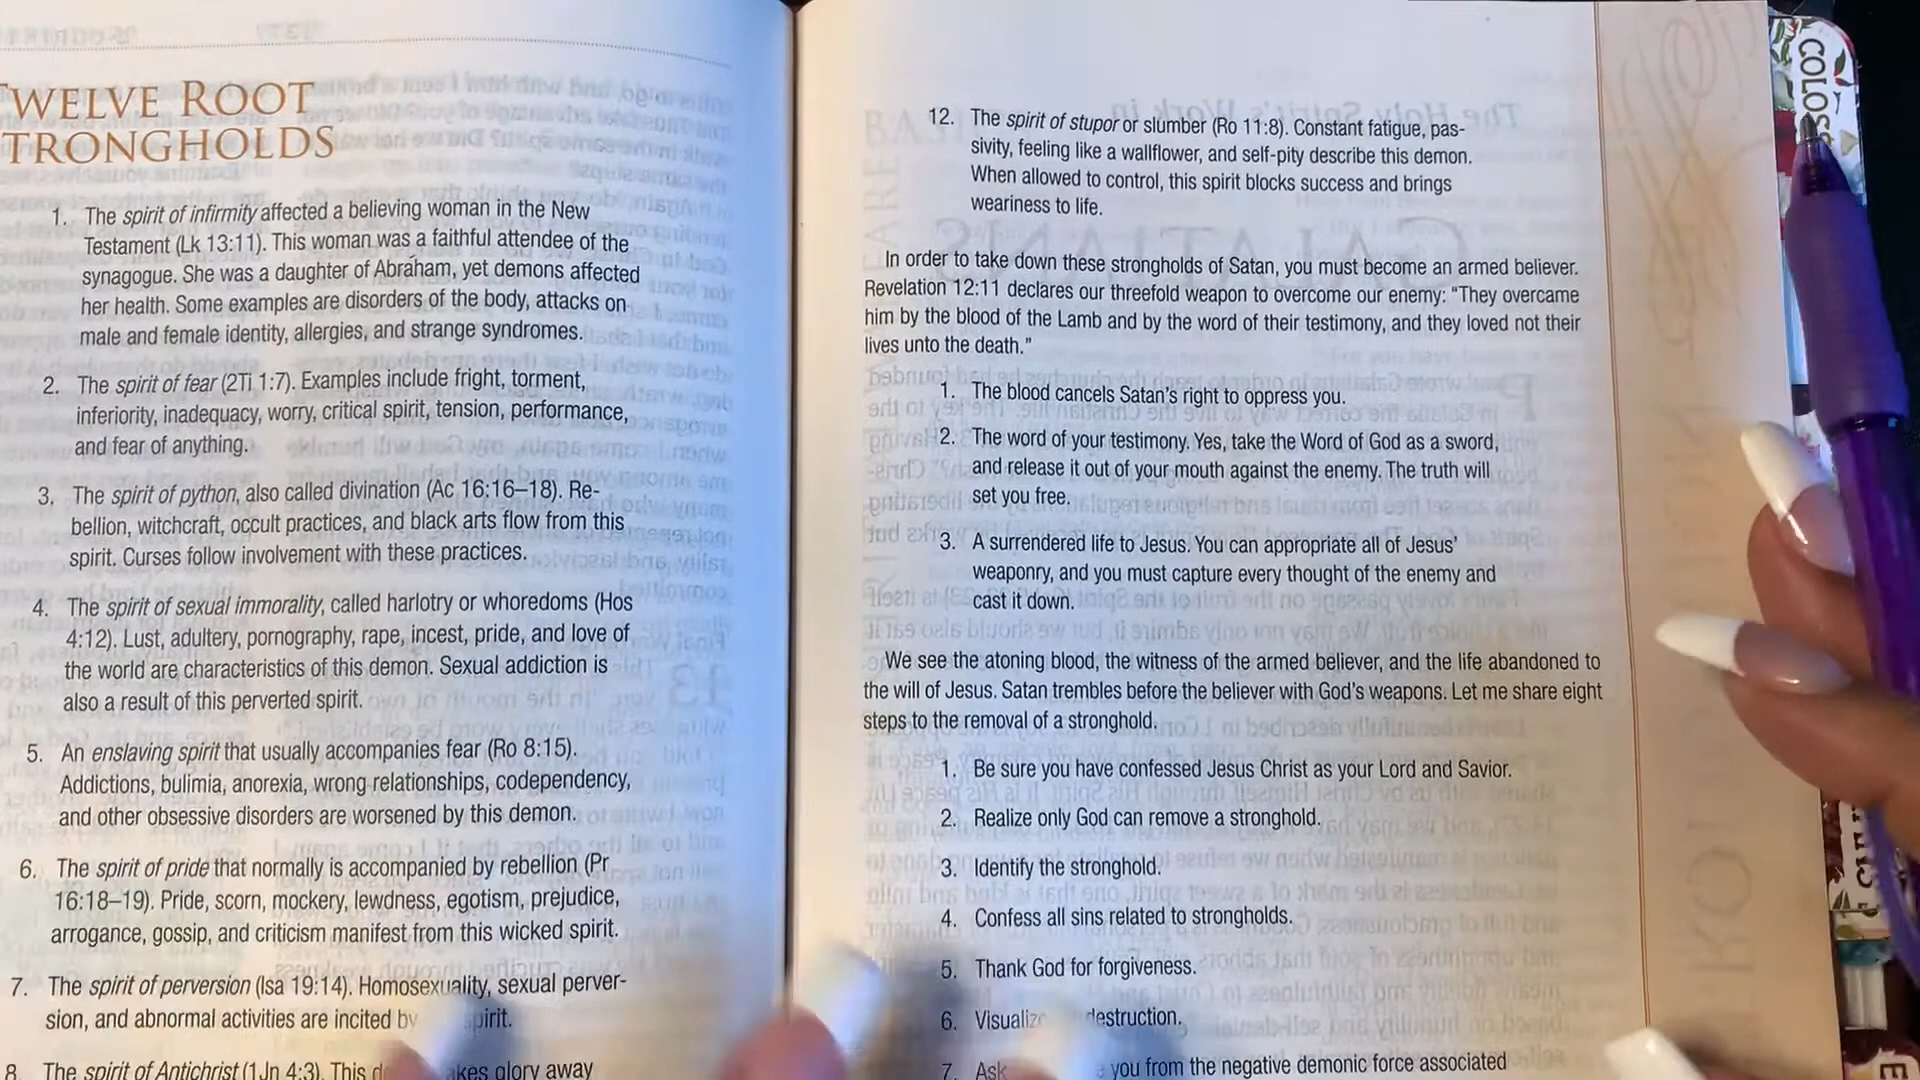 TWELVE ROOT
STRONGHOLDS
1. The spirit of infirmity affected a believing woman in the New
Testament (Lk 13:11). This woman was a faithful attendee of the
synagogue. She was a daughter of Abraham, yet demons affected
her health. Some examples are disorders of the body, attacks on
male and female identity, allergies, and strange syndromes.
2. The spirit of fear (2Ti 1:7). Examples include fright, torment,
inferiority, inadequacy, worry, critical spirit, tension, performance,
and fear of anything.
3. The spirit of python, also called divination (Ac 16:16–18). Re-
bellion, witchcraft, occult practices, and black arts flow from this
spirit. Curses follow involvement with these practices.
4. The spirit of sexual immorality, called harlotry or whoredoms (Hos
4:12). Lust, adultery, pornography, rape, incest, pride, and love of
the world are characteristics of this demon. Sexual addiction is
also a result of this perverted spirit.
5. An enslaving spirit that usually accompanies fear (Ro 8:15).
Addictions, bulimia, anorexia, wrong relationships, codependency,
and other obsessive disorders are worsened by this demon.
6. The spirit of pride that normally is accompanied by rebellion (Pr
16:18–19). Pride, scorn, mockery, lewdness, egotism, prejudice,
arrogance, gossip, and criticism manifest from this wicked spirit.
7. The spirit of perversion (Isa 19:14). Homosexuality, sexual perver-
sion, and abnormal activities are incited by spirit.
8. The spirit of Antichrist (1Jn 4:3). This glory away
12. The spirit of stupor or slumber (Ro 11:8). Constant fatigue, pas-
sivity, feeling like a wallflower, and self-pity describe this demon.
When allowed to control, this spirit blocks success and brings
weariness to life.
In order to take down these strongholds of Satan, you must become an armed believer.
Revelation 12:11 declares our threefold weapon to overcome our enemy: “They overcame
him by the blood of the Lamb and by the word of their testimony, and they loved not their
lives unto the death.”
1. The blood cancels Satan’s right to oppress you.
2. The word of your testimony. Yes, take the Word of God as a sword,
and release it out of your mouth against the enemy. The truth will
set you free.
3. A surrendered life to Jesus. You can appropriate all of Jesus’
weaponry, and you must capture every thought of the enemy and
cast it down.
We see the atoning blood, the witness of the armed believer, and the life abandoned to
the will of Jesus. Satan trembles before the believer with God’s weapons. Let me share eight
steps to the removal of a stronghold.
1. Be sure you have confessed Jesus Christ as your Lord and Savior.
2. Realize only God can remove a stronghold.
3. Identify the stronghold.
4. Confess all sins related to strongholds.
5. Thank God for forgiveness.
6. Visualize destruction.
7. Ask you from the negative demonic force associated
COLOSS